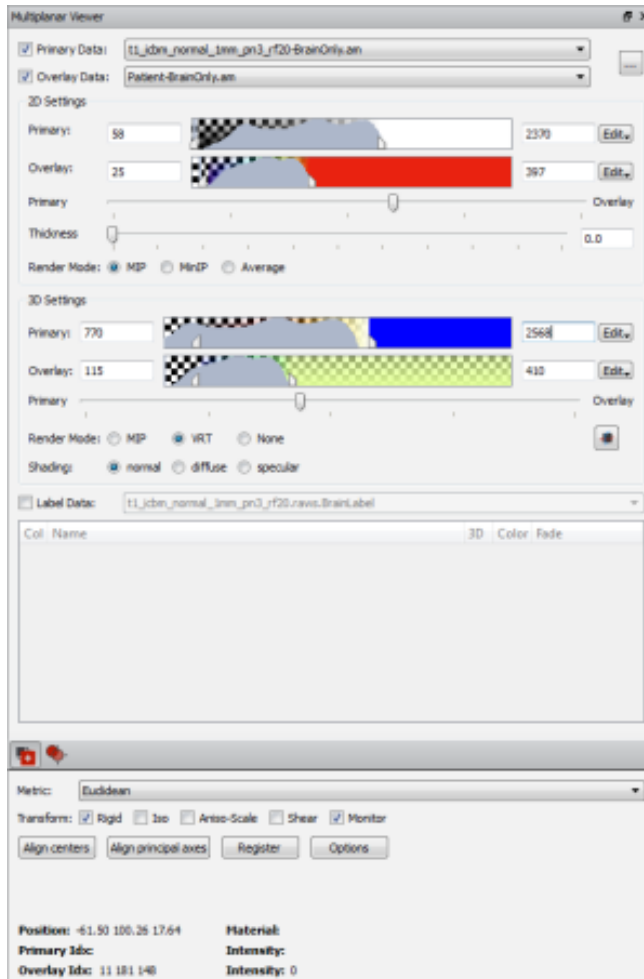 Multiplanar Viewer
Primary Data: t1_icbm_normal_1mm_pn3_rf20-BrainOnly.am
Overlay Data: Patient-BrainOnly.am
...
2D Settings
Primary: 58 2370 Edit
Overlay: 25 397 Edit
Primary Overlay
Thickness 0.0
Render Mode: MIP MinIP Average
3D Settings
Primary: 770 2568 Edit
Overlay: 115 410 Edit
Primary Overlay
Render Mode: MIP VRT None
Shading: normal diffuse specular
Label Data: t1_icbm_normal_1mm_pn3_rf20.raws.BrainLabel
Col Name 3D Color Fade
Metric: Euclidean
Transform: Rigid Iso Aniso-Scale Shear Monitor
Align centers Align principal axes Register Options
Position: -61.50 100.26 17.64 Material:
Primary Idx: Intensity:
Overlay Idx: 11 181 148 Intensity: 0